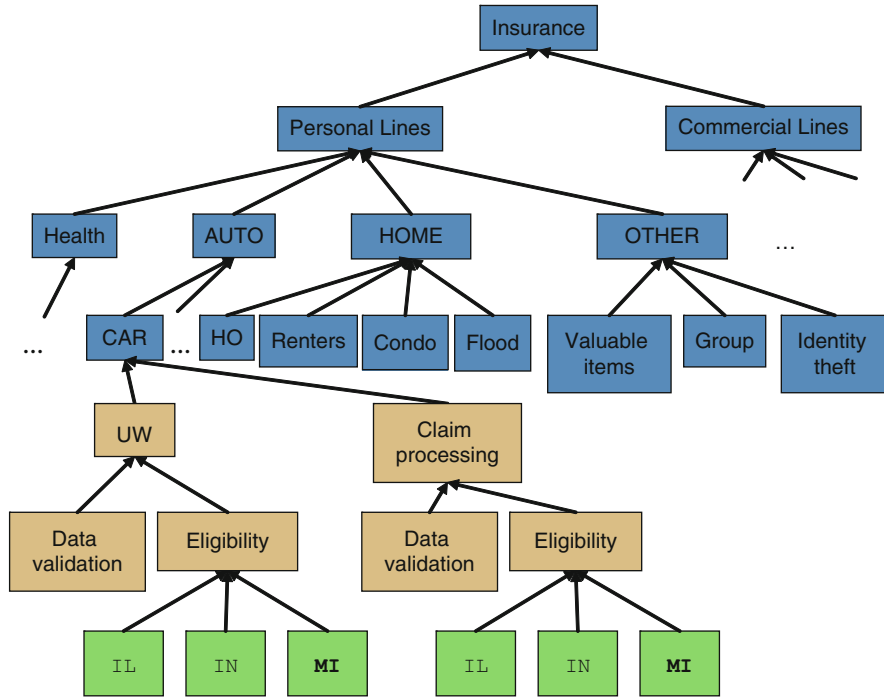 Insurance
Personal Lines
Commercial Lines
Health
AUTO
HOME
OTHER
...
...
CAR
...
HO
Renters
Condo
Flood
Valuable
items
Group
Identity
theft
UW
Claim
processing
Data
validation
Eligibility
Data
validation
Eligibility
IL
IN
MI
IL
IN
MI